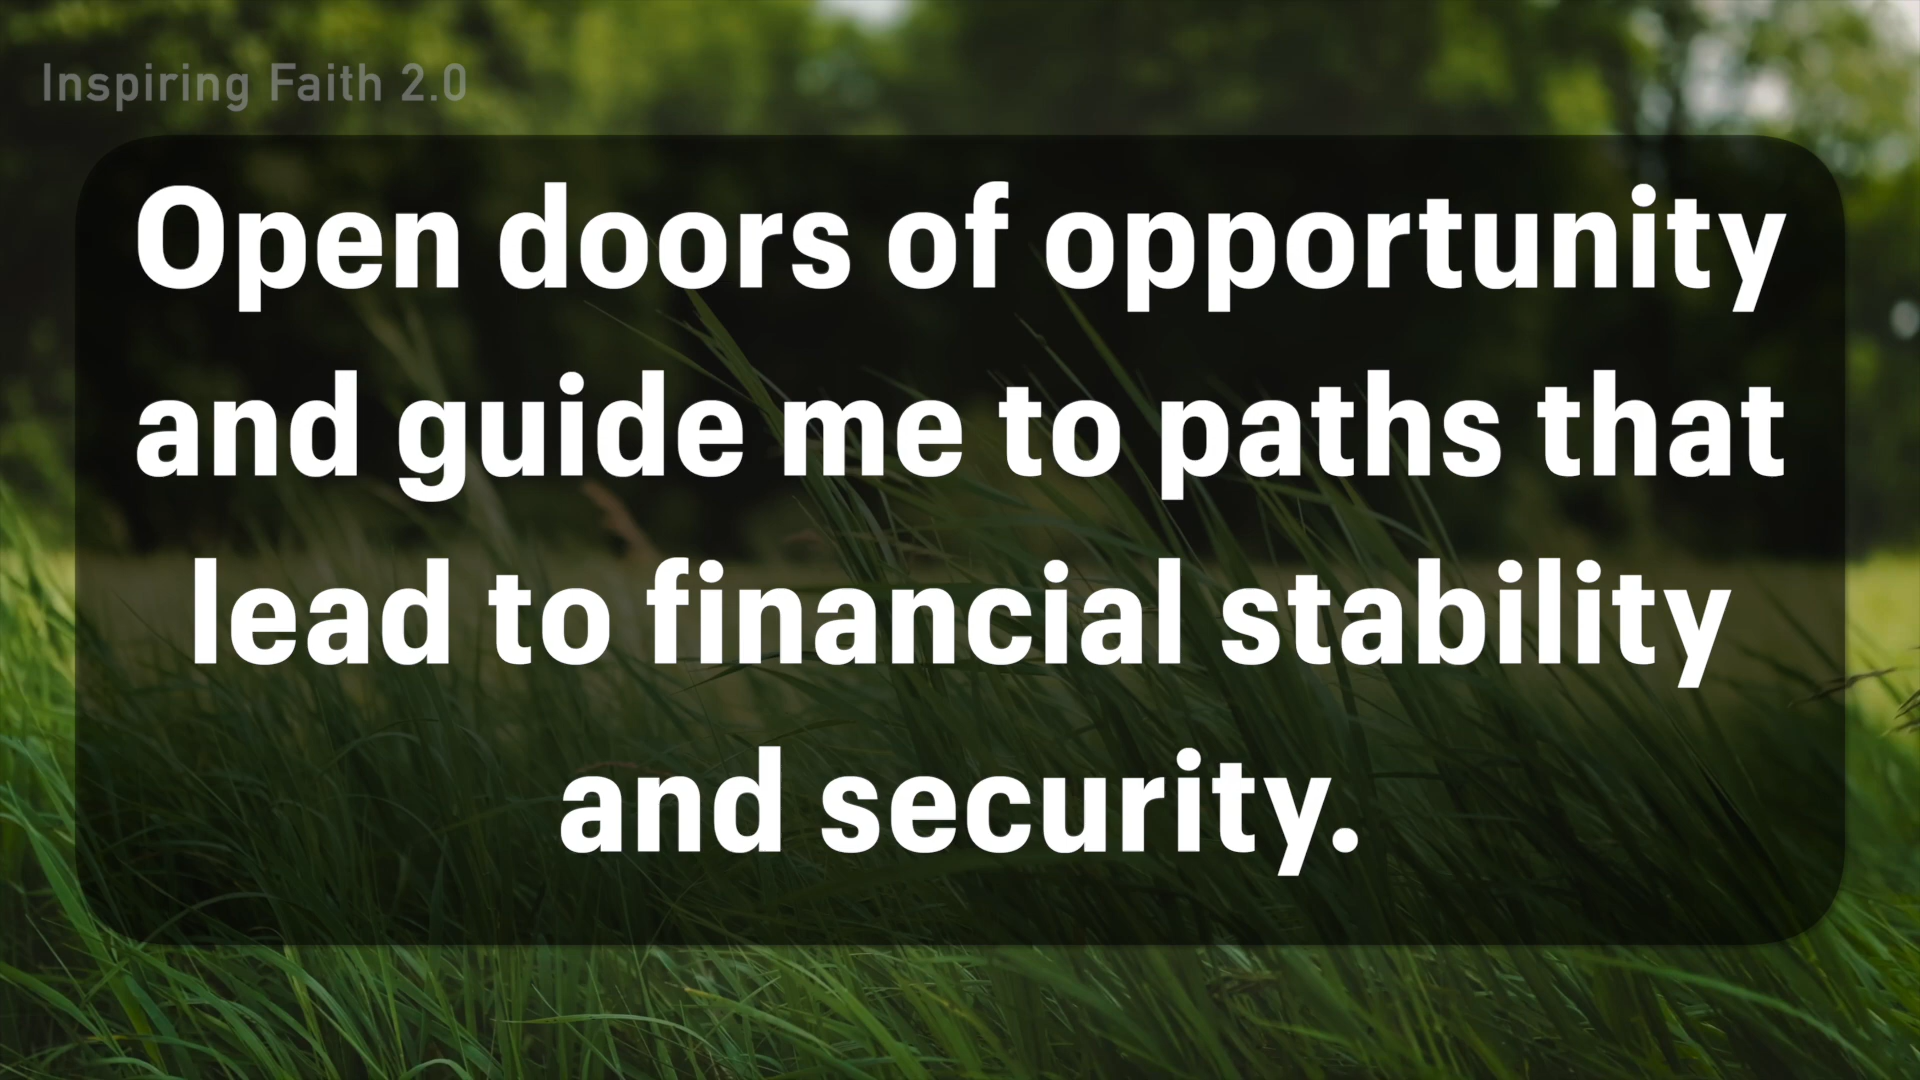 Inspiring Faith 2.0
Open doors of opportunity
and guide me to paths that
lead to financial stability
and security.